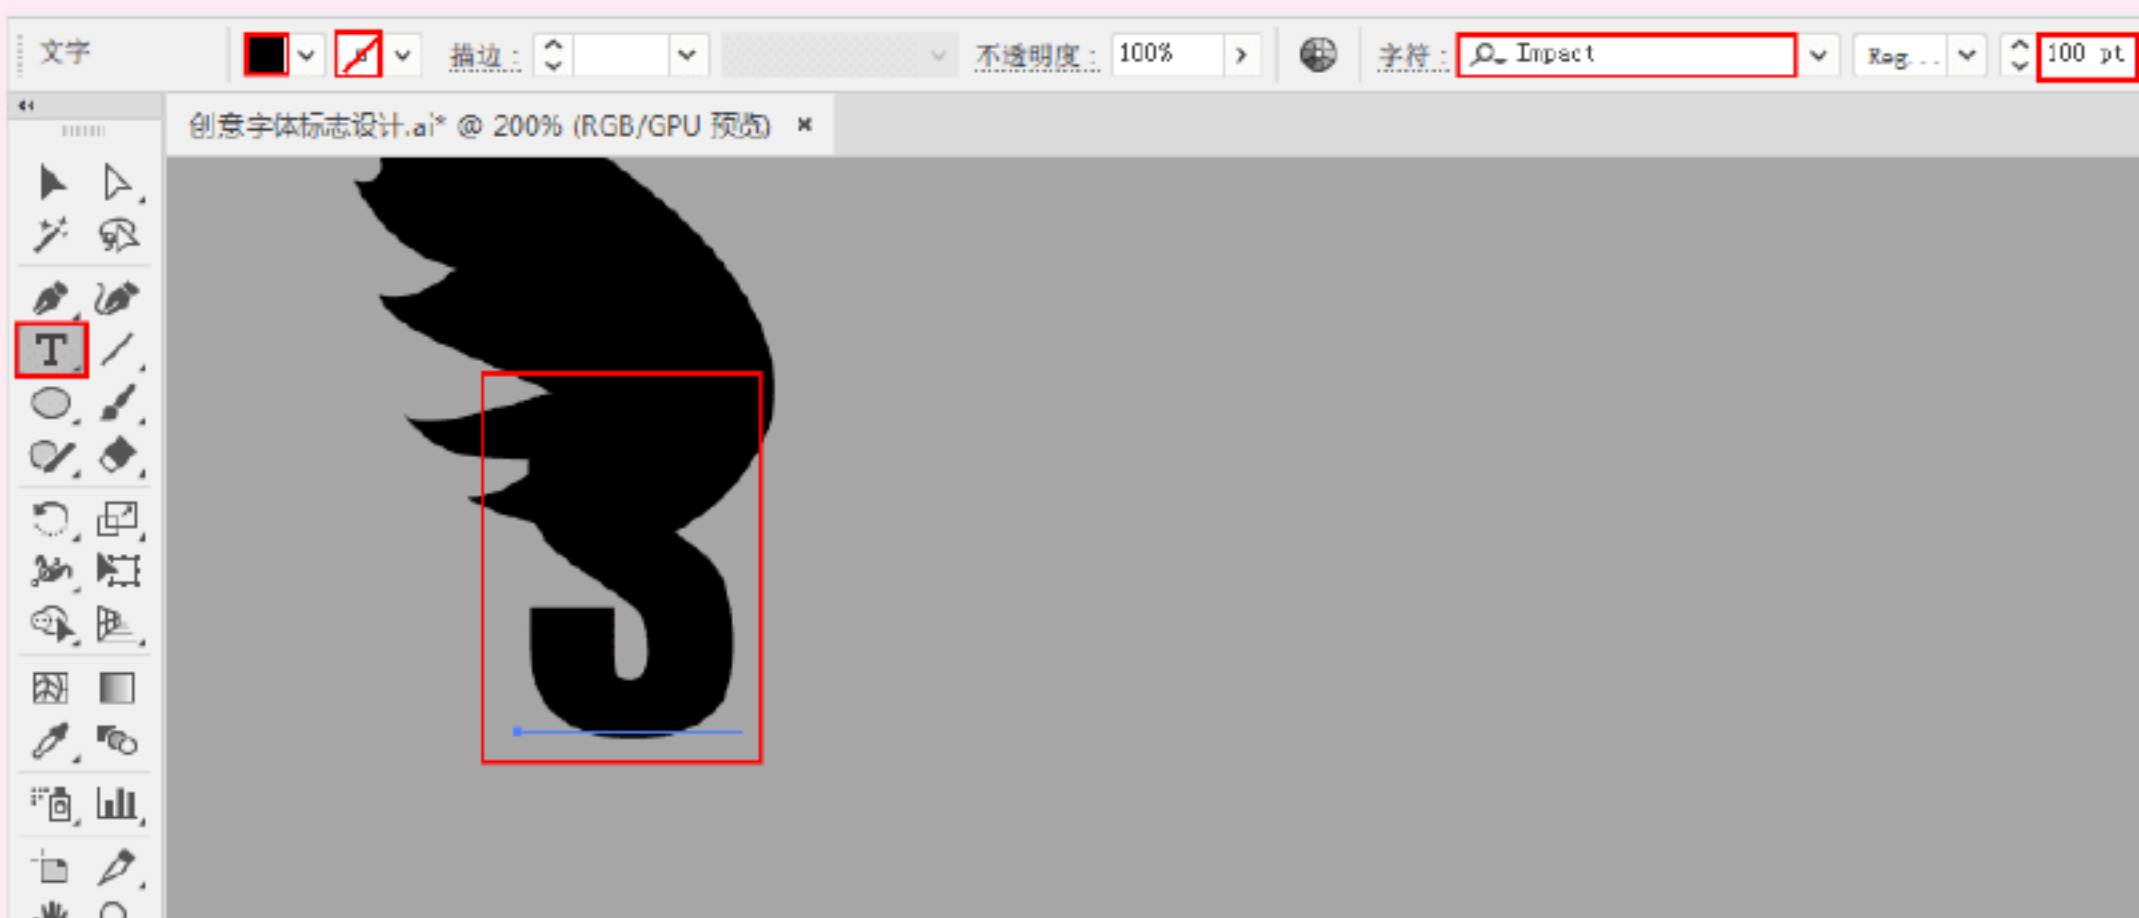 文字 描边： 不透明度： 100% 字符： Impact Reg... 100 pt
创意字体标志设计.ai* @ 200% (RGB/GPU 预览) ×
T